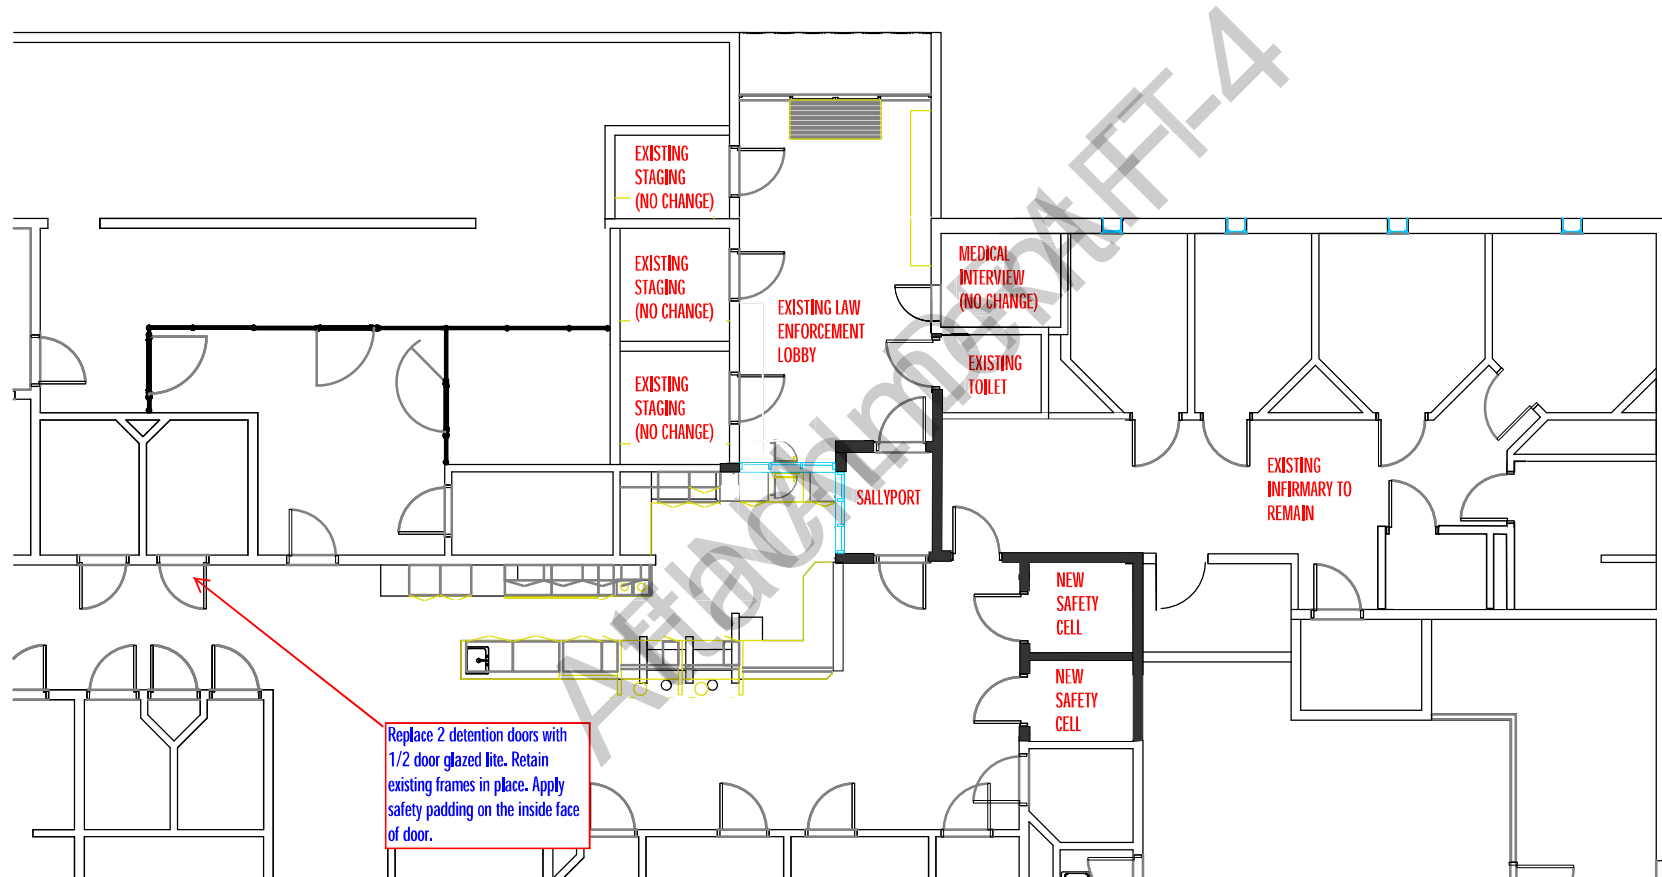 EXISTING
STAGING
(NO CHANGE)
EXISTING
STAGING
(NO CHANGE)
EXISTING
STAGING
(NO CHANGE)
EXISTING LAW
ENFORCEMENT
LOBBY
MEDICAL
INTERVIEW
(NO CHANGE)
EXISTING
TOILET
SALLYPORT
EXISTING
INFIRMARY TO
REMAIN
NEW
SAFETY
CELL
NEW
SAFETY
CELL
Replace 2 detention doors with
1/2 door glazed lite. Retain
existing frames in place. Apply
safety padding on the inside face
of door.